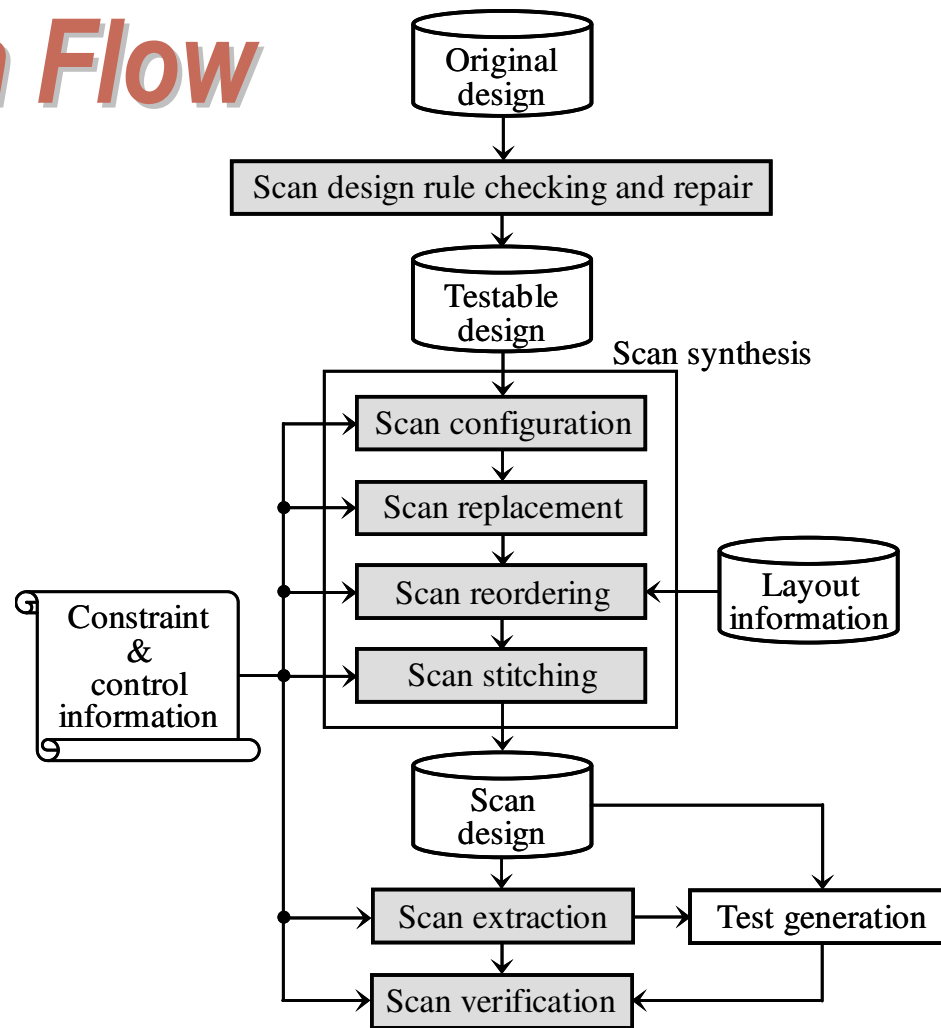 n Flow
Original
design
Scan design rule checking and repair
Testable
design
Scan synthesis
Scan configuration
Scan replacement
Scan reordering
Layout
information
Constraint
&
control
information
Scan stitching
Scan
design
Scan extraction
Test generation
Scan verification